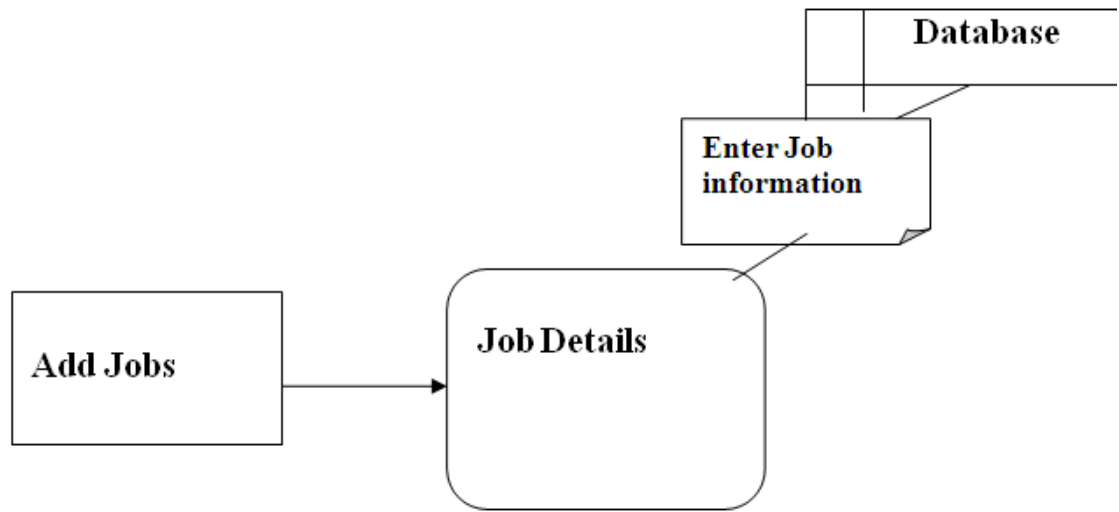 Database
Enter Job
information
Job Details
Add Jobs